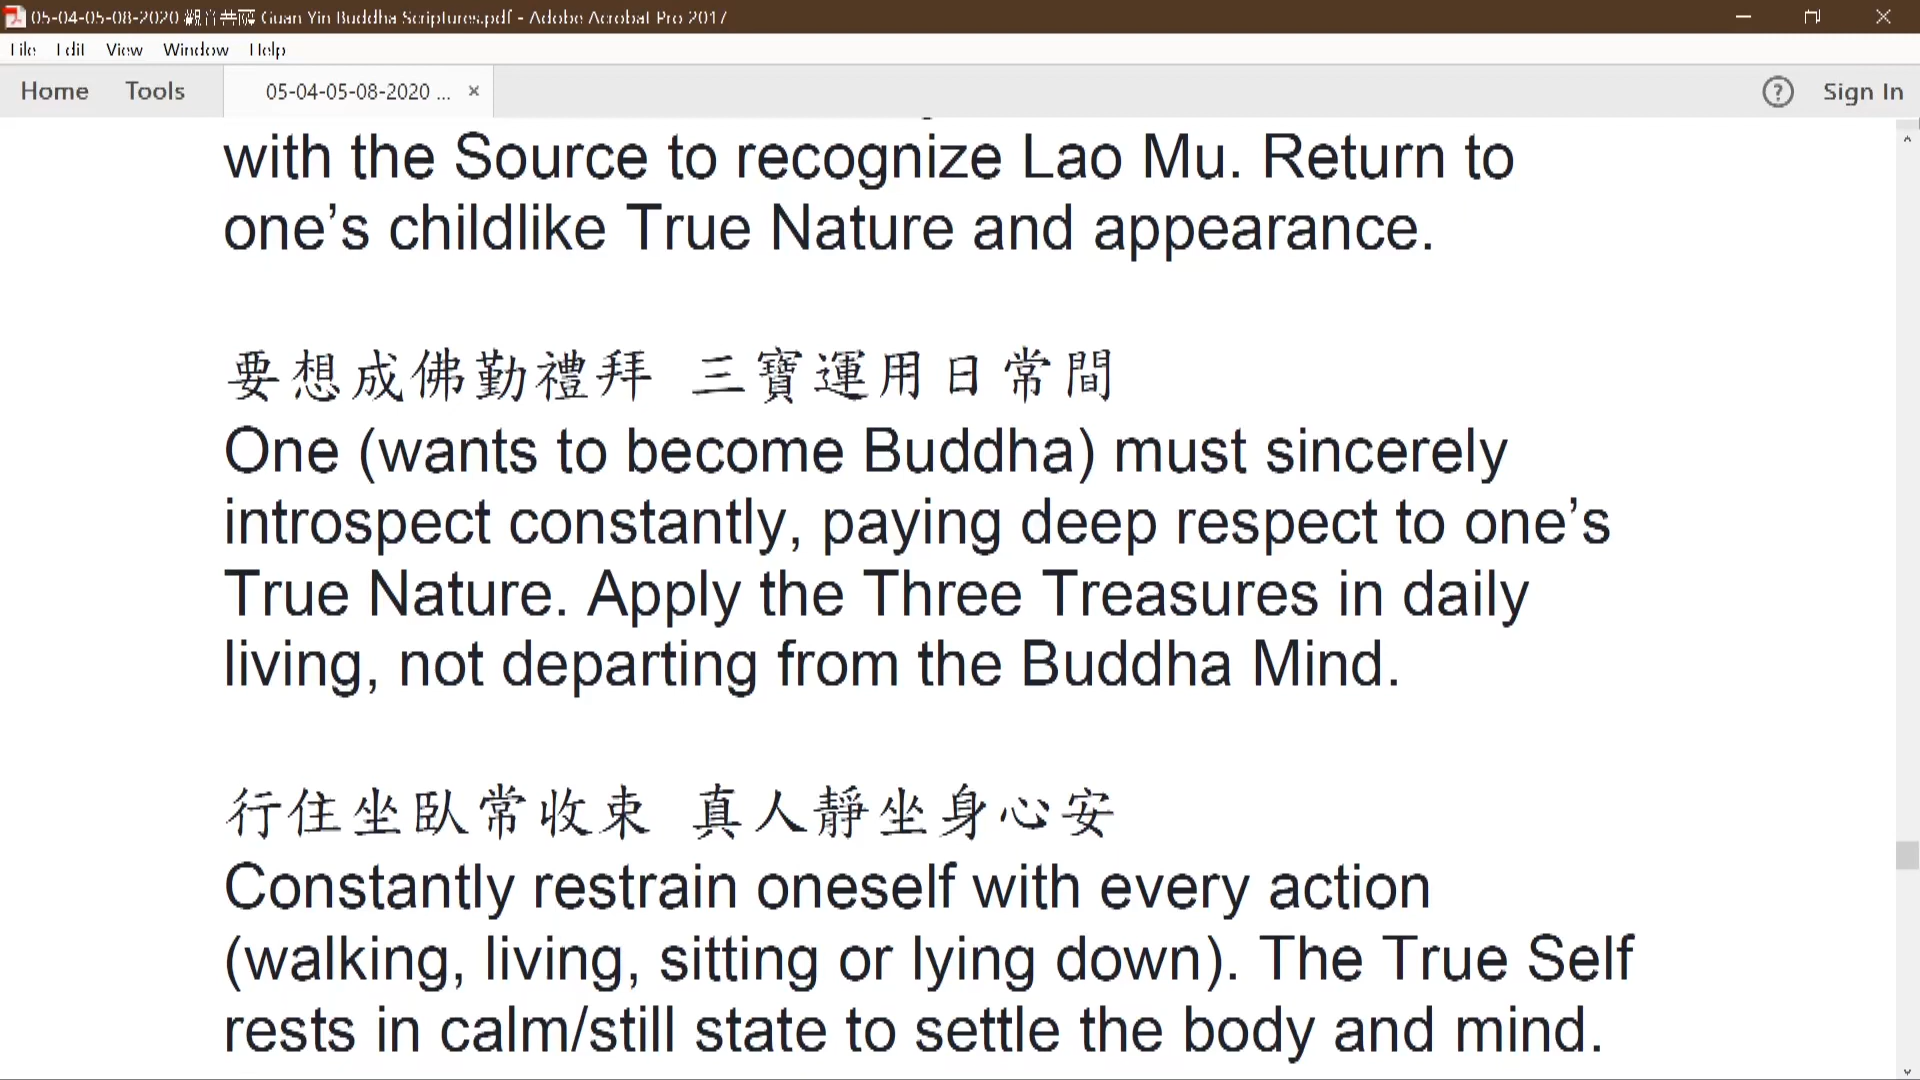 05-04-05-08-2020 觀音菩薩 Guan Yin Buddha Scriptures.pdf - Adobe Acrobat Pro 2017
File Edit View Window Help
Home Tools 05-04-05-08-2020 ... × ? Sign In
with the Source to recognize Lao Mu. Return to
one’s childlike True Nature and appearance.
要想成佛勤禮拜 三寶運用日常間
One (wants to become Buddha) must sincerely
introspect constantly, paying deep respect to one’s
True Nature. Apply the Three Treasures in daily
living, not departing from the Buddha Mind.
行住坐臥常收束 真人靜坐身心安
Constantly restrain oneself with every action
(walking, living, sitting or lying down). The True Self
rests in calm/still state to settle the body and mind.